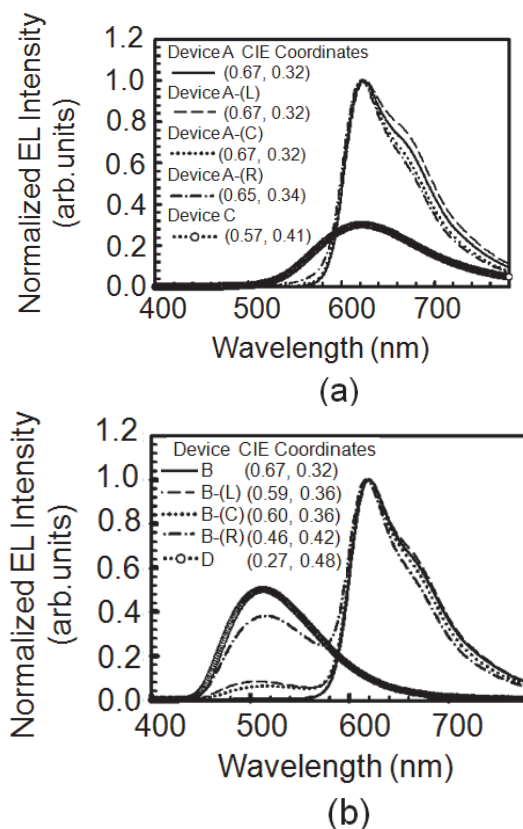 Normalized EL Intensity
(arb.units)
1.2
1.0
0.8
0.6
0.4
0.2
0.0
Device A CIE Coordinates
(0.67, 0.32)
Device A-(L)
(0.67, 0.32)
Device A-(C)
(0.67, 0.32)
Device A-(R)
(0.65, 0.34)
Device C
(0.57, 0.41)
400 500 600 700
Wavelength (nm)
(a)
Normalized EL Intensity
(arb.units)
1.2
1.0
0.8
0.6
0.4
0.2
0.0
Device CIE Coordinates
B (0.67, 0.32)
B-(L) (0.59, 0.36)
B-(C) (0.60, 0.36)
B-(R) (0.46, 0.42)
D (0.27, 0.48)
400 500 600 700
Wavelength (nm)
(b)